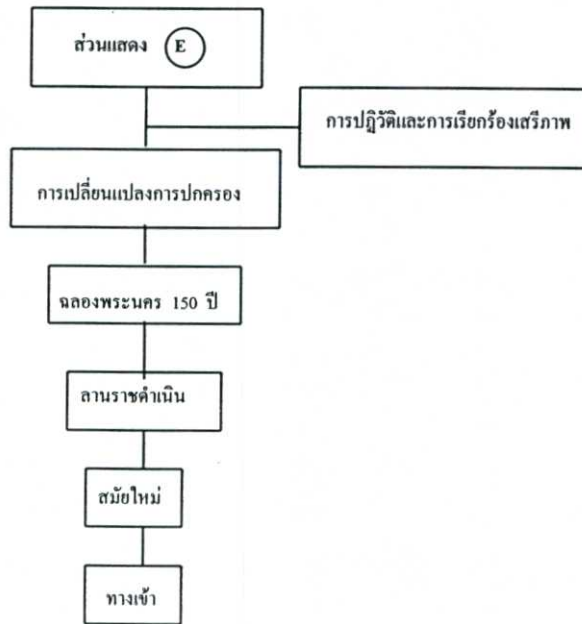 ส่วนแสดง E
การปฏิวัติและการเรียกร้องเสรีภาพ
การเปลี่ยนแปลงการปกครอง
ฉลองพระนคร 150 ปี
ลานราชดำเนิน
สมัยใหม่
ทางเข้า